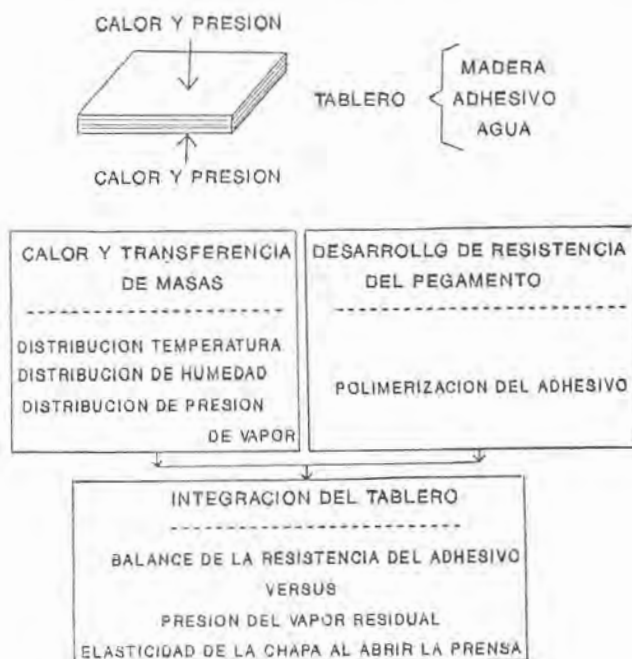 CALOR Y PRESION
TABLERO
MADERA
ADHESIVO
AGUA
CALOR Y PRESION
CALOR Y TRANSFERENCIA
DE MASAS
DISTRIBUCION TEMPERATURA
DISTRIBUCION DE HUMEDAD
DISTRIBUCION DE PRESION
DE VAPOR
DESARROLLO DE RESISTENCIA
DEL PEGAMENTO
POLIMERIZACION DEL ADHESIVO
INTEGRACION DEL TABLERO
BALANCE DE LA RESISTENCIA DEL ADHESIVO
VERSUS
PRESION DEL VAPOR RESIDUAL
ELASTICIDAD DE LA CHAPA AL ABRIR LA PRENSA